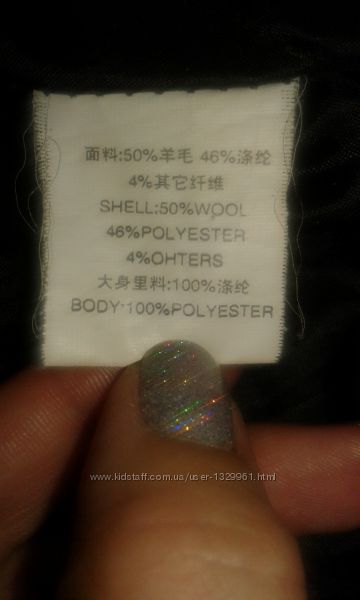 面料:50%羊毛 46%涤纶
4%其它纤维
SHELL:50%WOOL
46%POLYESTER
4%OHTERS
大身里料:100%涤纶
BODY:100%POLYESTER
www.kidstaff.com.ua/user-1329961.html